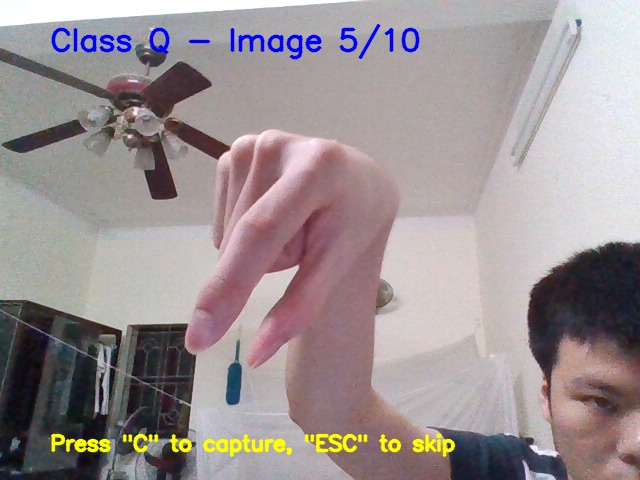 Class Q - Image 5/10
Press "C" to capture, "ESC" to skip